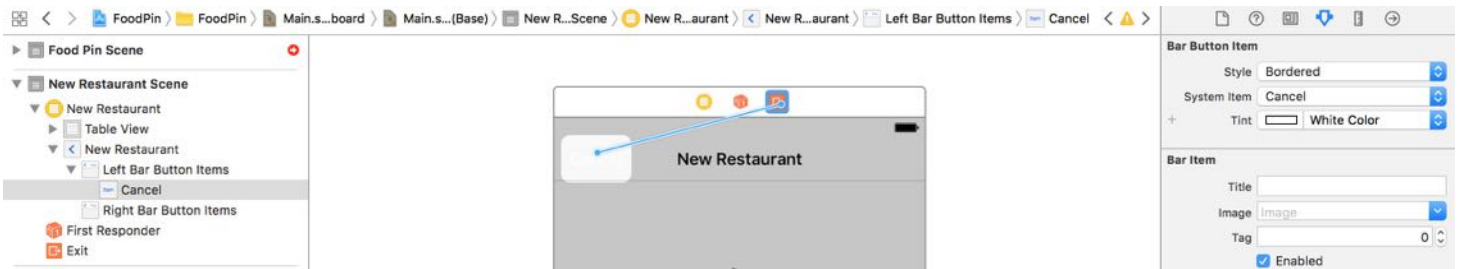 FoodPin FoodPin Main.s...board Main.s...(Base) New R...Scene New R...aurant New R...aurant Left Bar Button Items Cancel
Food Pin Scene
New Restaurant Scene
New Restaurant
Table View
New Restaurant
Left Bar Button Items
Cancel
Right Bar Button Items
First Responder
Exit
New Restaurant
Bar Button Item
Style Bordered
System Item Cancel
+ Tint White Color
Bar Item
Title
Image Image
Tag 0
Enabled